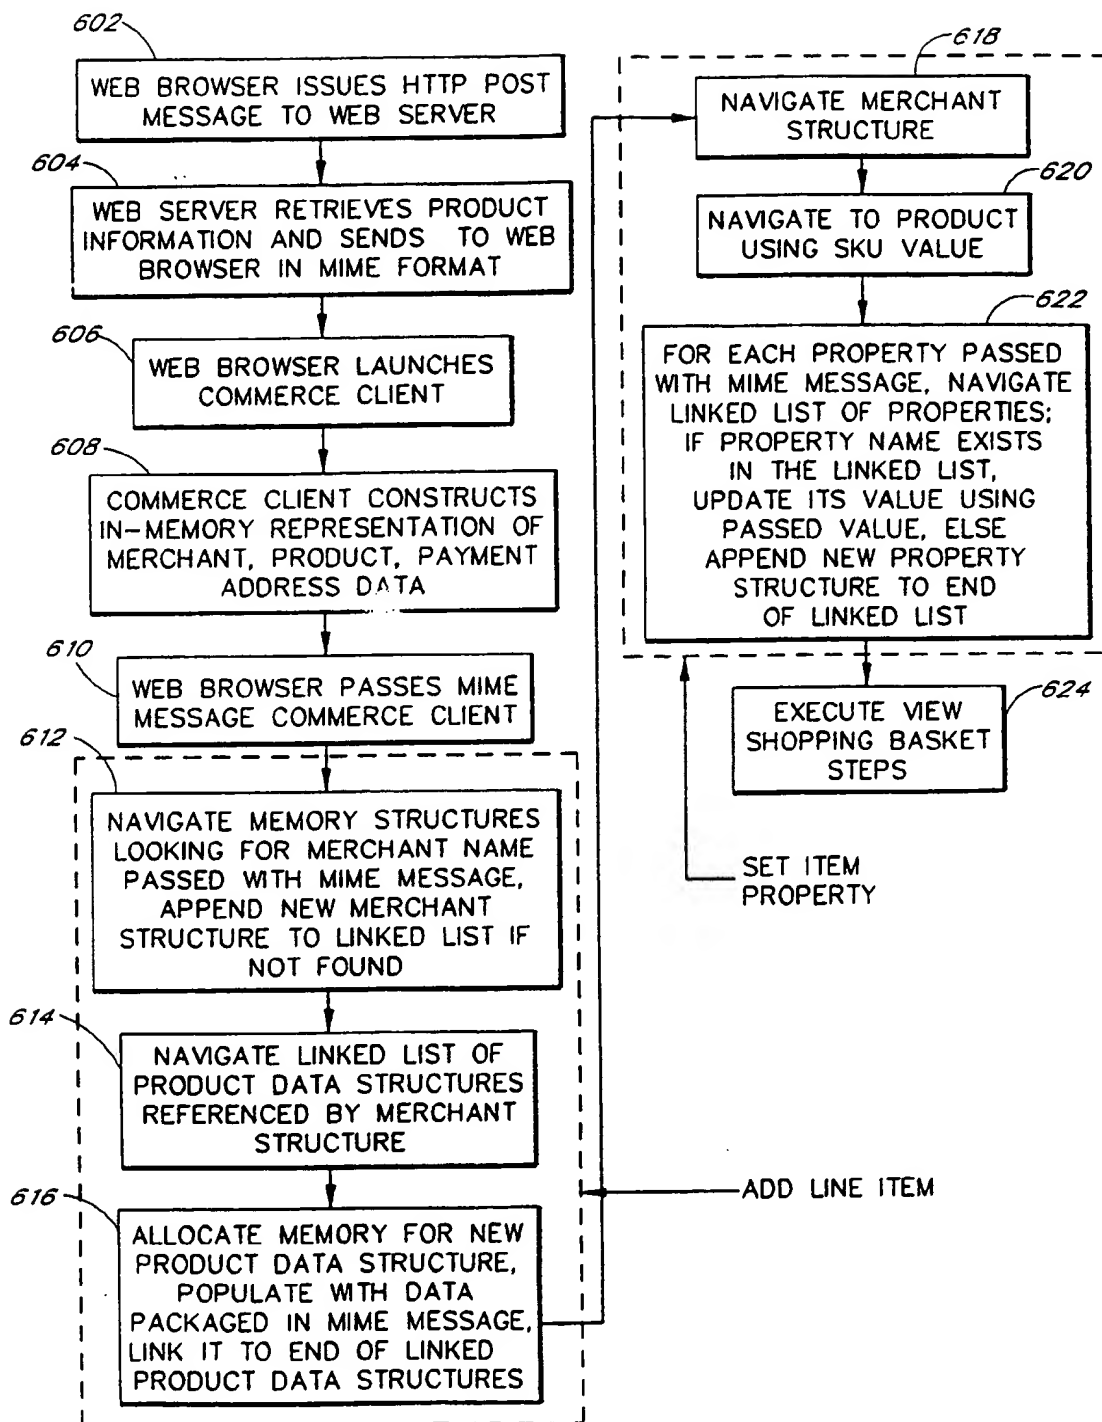 602
WEB BROWSER ISSUES HTTP POST
MESSAGE TO WEB SERVER
604
WEB SERVER RETRIEVES PRODUCT
INFORMATION AND SENDS TO WEB
BROWSER IN MIME FORMAT
606
WEB BROWSER LAUNCHES
COMMERCE CLIENT
608
COMMERCE CLIENT CONSTRUCTS
IN-MEMORY REPRESENTATION OF
MERCHANT, PRODUCT, PAYMENT
ADDRESS DATA
610
WEB BROWSER PASSES MIME
MESSAGE COMMERCE CLIENT
612
NAVIGATE MEMORY STRUCTURES
LOOKING FOR MERCHANT NAME
PASSED WITH MIME MESSAGE,
APPEND NEW MERCHANT
STRUCTURE TO LINKED LIST IF
NOT FOUND
614
NAVIGATE LINKED LIST OF
PRODUCT DATA STRUCTURES
REFERENCED BY MERCHANT
STRUCTURE
616
ALLOCATE MEMORY FOR NEW
PRODUCT DATA STRUCTURE,
POPULATE WITH DATA
PACKAGED IN MIME MESSAGE,
LINK IT TO END OF LINKED
PRODUCT DATA STRUCTURES
ADD LINE ITEM
618
NAVIGATE MERCHANT
STRUCTURE
620
NAVIGATE TO PRODUCT
USING SKU VALUE
622
FOR EACH PROPERTY PASSED
WITH MIME MESSAGE, NAVIGATE
LINKED LIST OF PROPERTIES;
IF PROPERTY NAME EXISTS
IN THE LINKED LIST,
UPDATE ITS VALUE USING
PASSED VALUE, ELSE
APPEND NEW PROPERTY
STRUCTURE TO END
OF LINKED LIST
624
EXECUTE VIEW
SHOPPING BASKET
STEPS
SET ITEM
PROPERTY